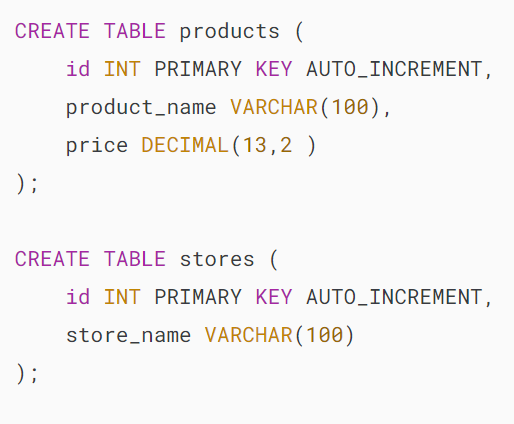 CREATE TABLE products (
    id INT PRIMARY KEY AUTO_INCREMENT,
    product_name VARCHAR(100),
    price DECIMAL(13,2 )
);

CREATE TABLE stores (
    id INT PRIMARY KEY AUTO_INCREMENT,
    store_name VARCHAR(100)
);